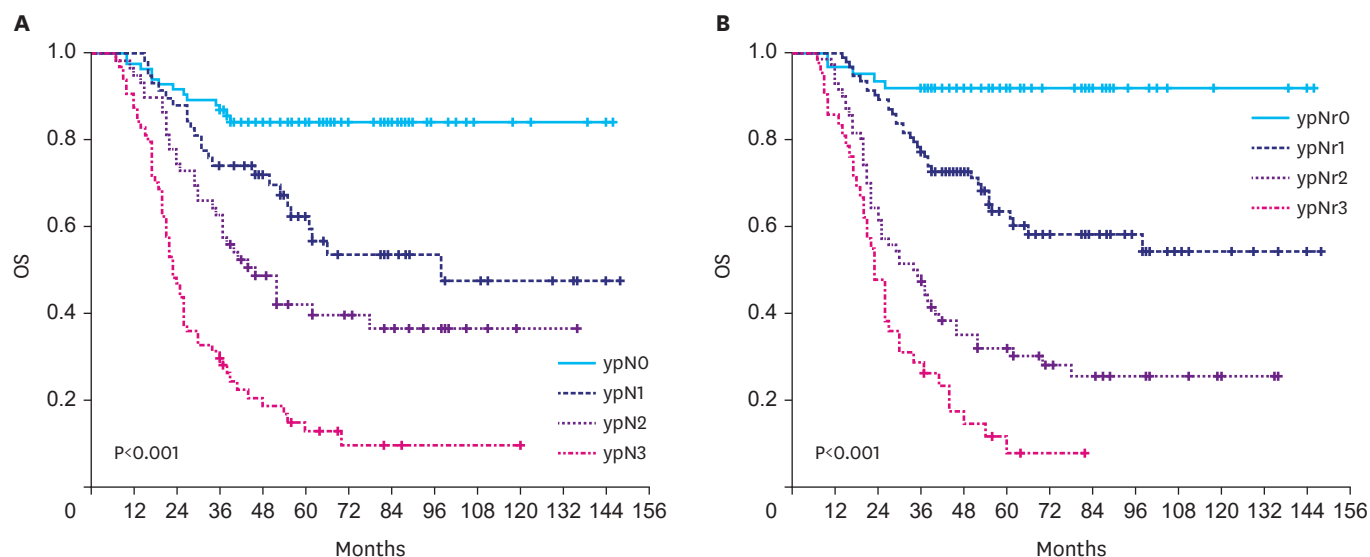 A
1.0
0.8
0.6
0.4
0.2
OS
ypN0
ypN1
ypN2
ypN3
P<0.001
0 12 24 36 48 60 72 84 96 108 120 132 144 156
Months
B
1.0
0.8
0.6
0.4
0.2
OS
ypNr0
ypNr1
ypNr2
ypNr3
P<0.001
0 12 24 36 48 60 72 84 96 108 120 132 144 156
Months